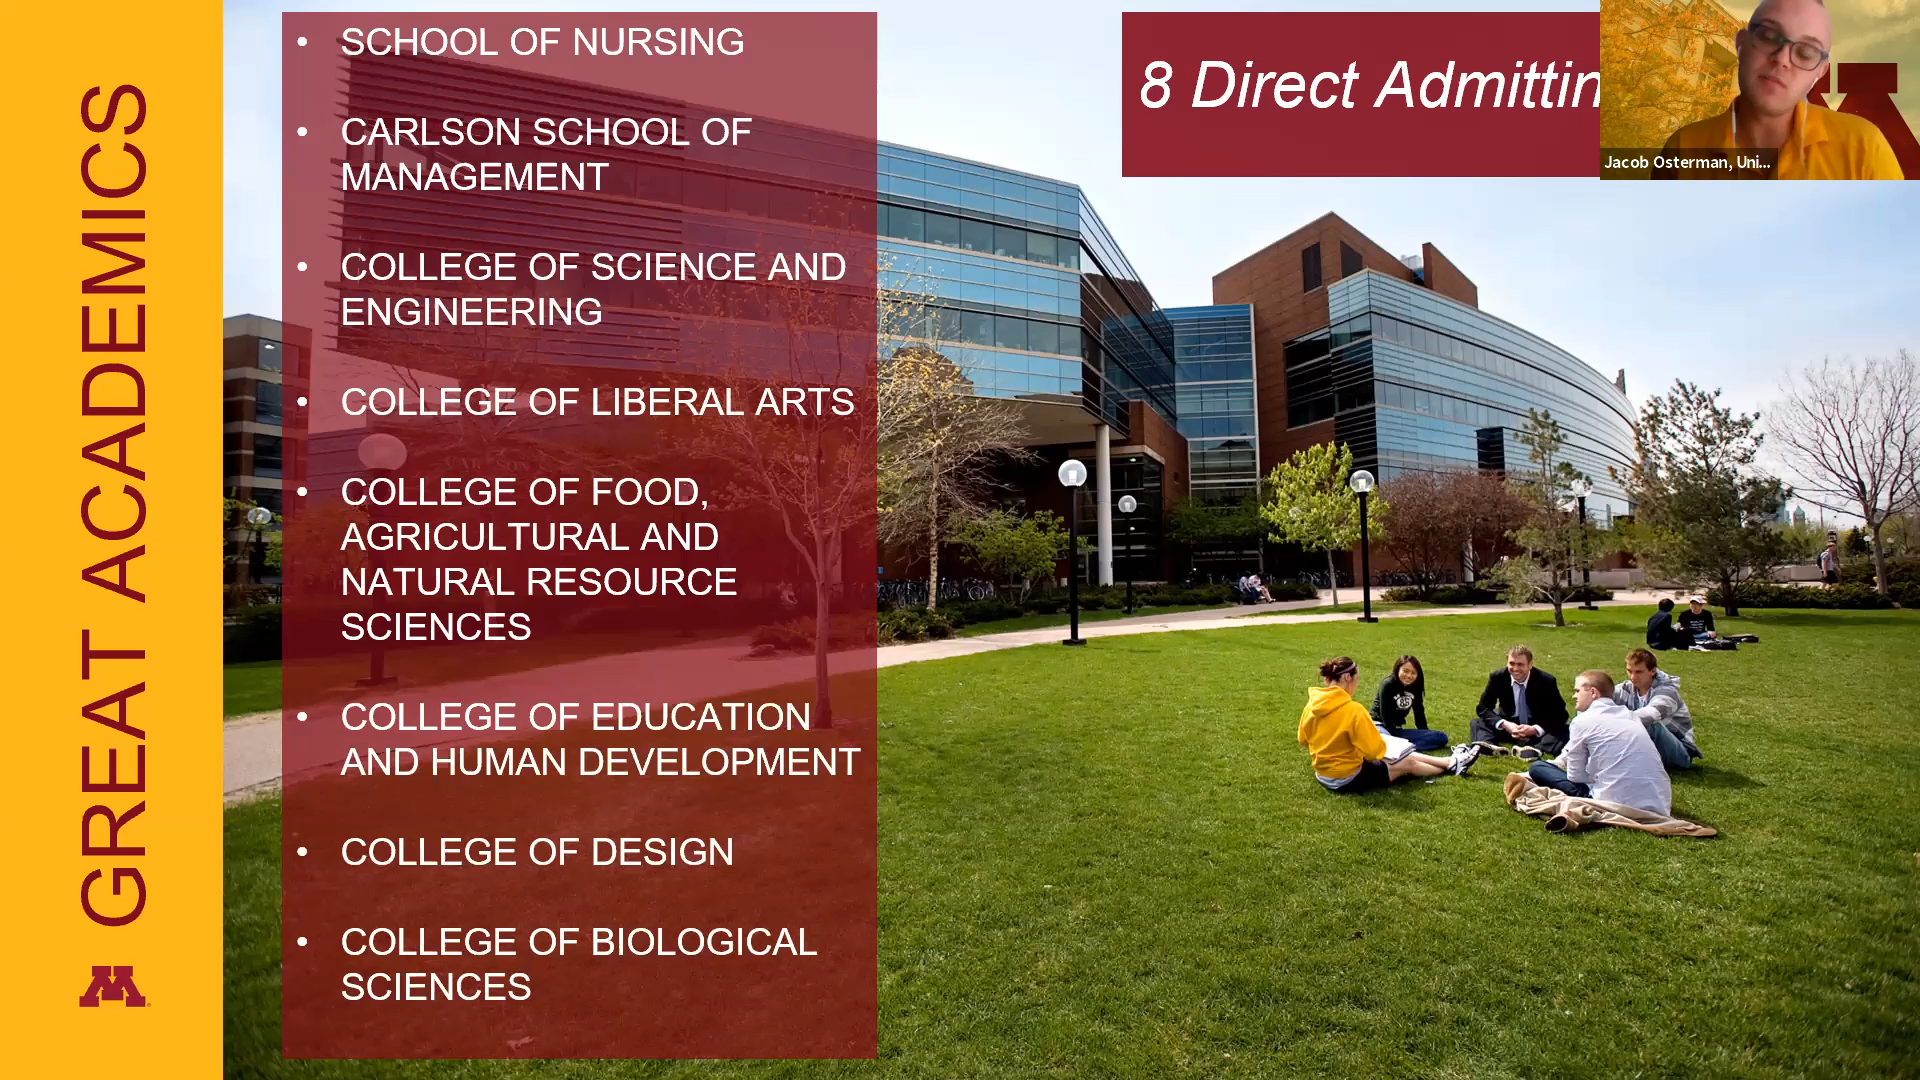 GREAT ACADEMICS
M
• SCHOOL OF NURSING
• CARLSON SCHOOL OF
MANAGEMENT
• COLLEGE OF SCIENCE AND
ENGINEERING
• COLLEGE OF LIBERAL ARTS
• COLLEGE OF FOOD,
AGRICULTURAL AND
NATURAL RESOURCE
SCIENCES
• COLLEGE OF EDUCATION
AND HUMAN DEVELOPMENT
• COLLEGE OF DESIGN
• COLLEGE OF BIOLOGICAL
SCIENCES
8 Direct Admittin
Jacob Osterman, Uni...